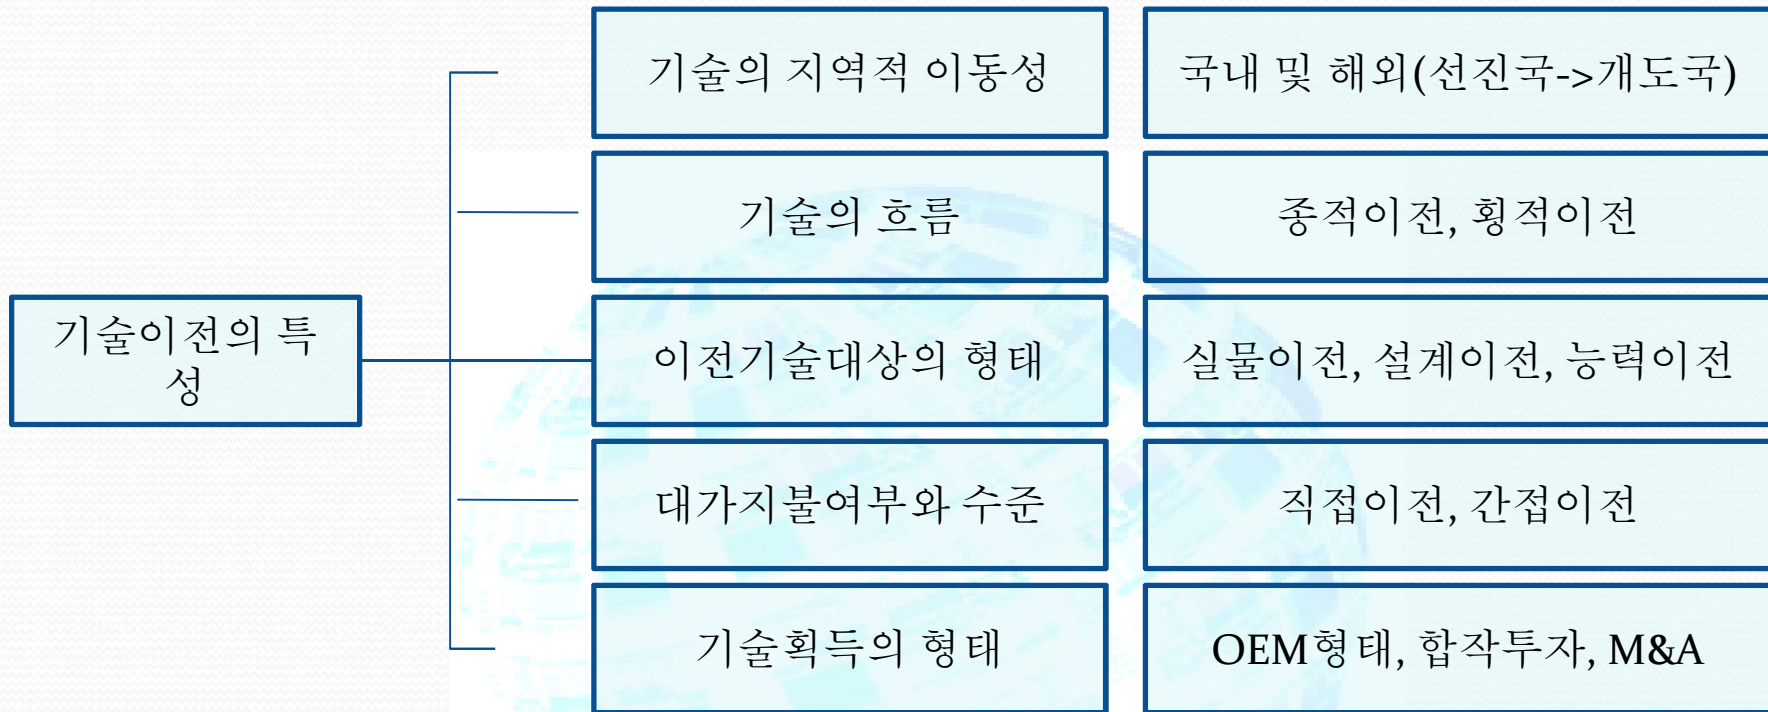 기술의 지역적 이동성
국내 및 해외(선진국->개도국)
기술의 흐름
종적이전, 횡적이전
기술이전의 특
성
이전기술대상의 형태
실물이전, 설계이전, 능력이전
대가지불여부와 수준
직접이전, 간접이전
기술획득의 형태
OEM형태, 합작투자, M&A